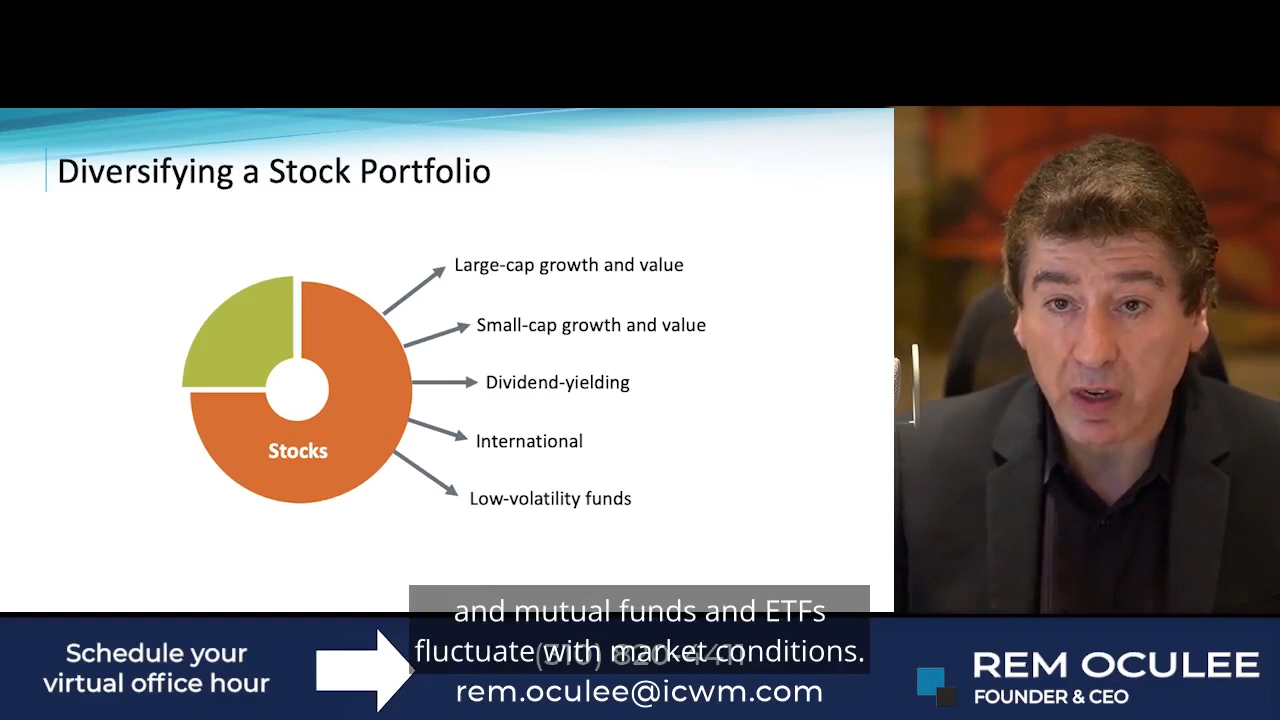 Diversifying a Stock Portfolio
Large-cap growth and value
Small-cap growth and value
Dividend-yielding
International
Low-volatility funds
Stocks
and mutual funds and ETFs
fluctuate with market conditions.
Schedule your
virtual office hour
rem.oculee@icwm.com
REM OCULEE
FOUNDER & CEO